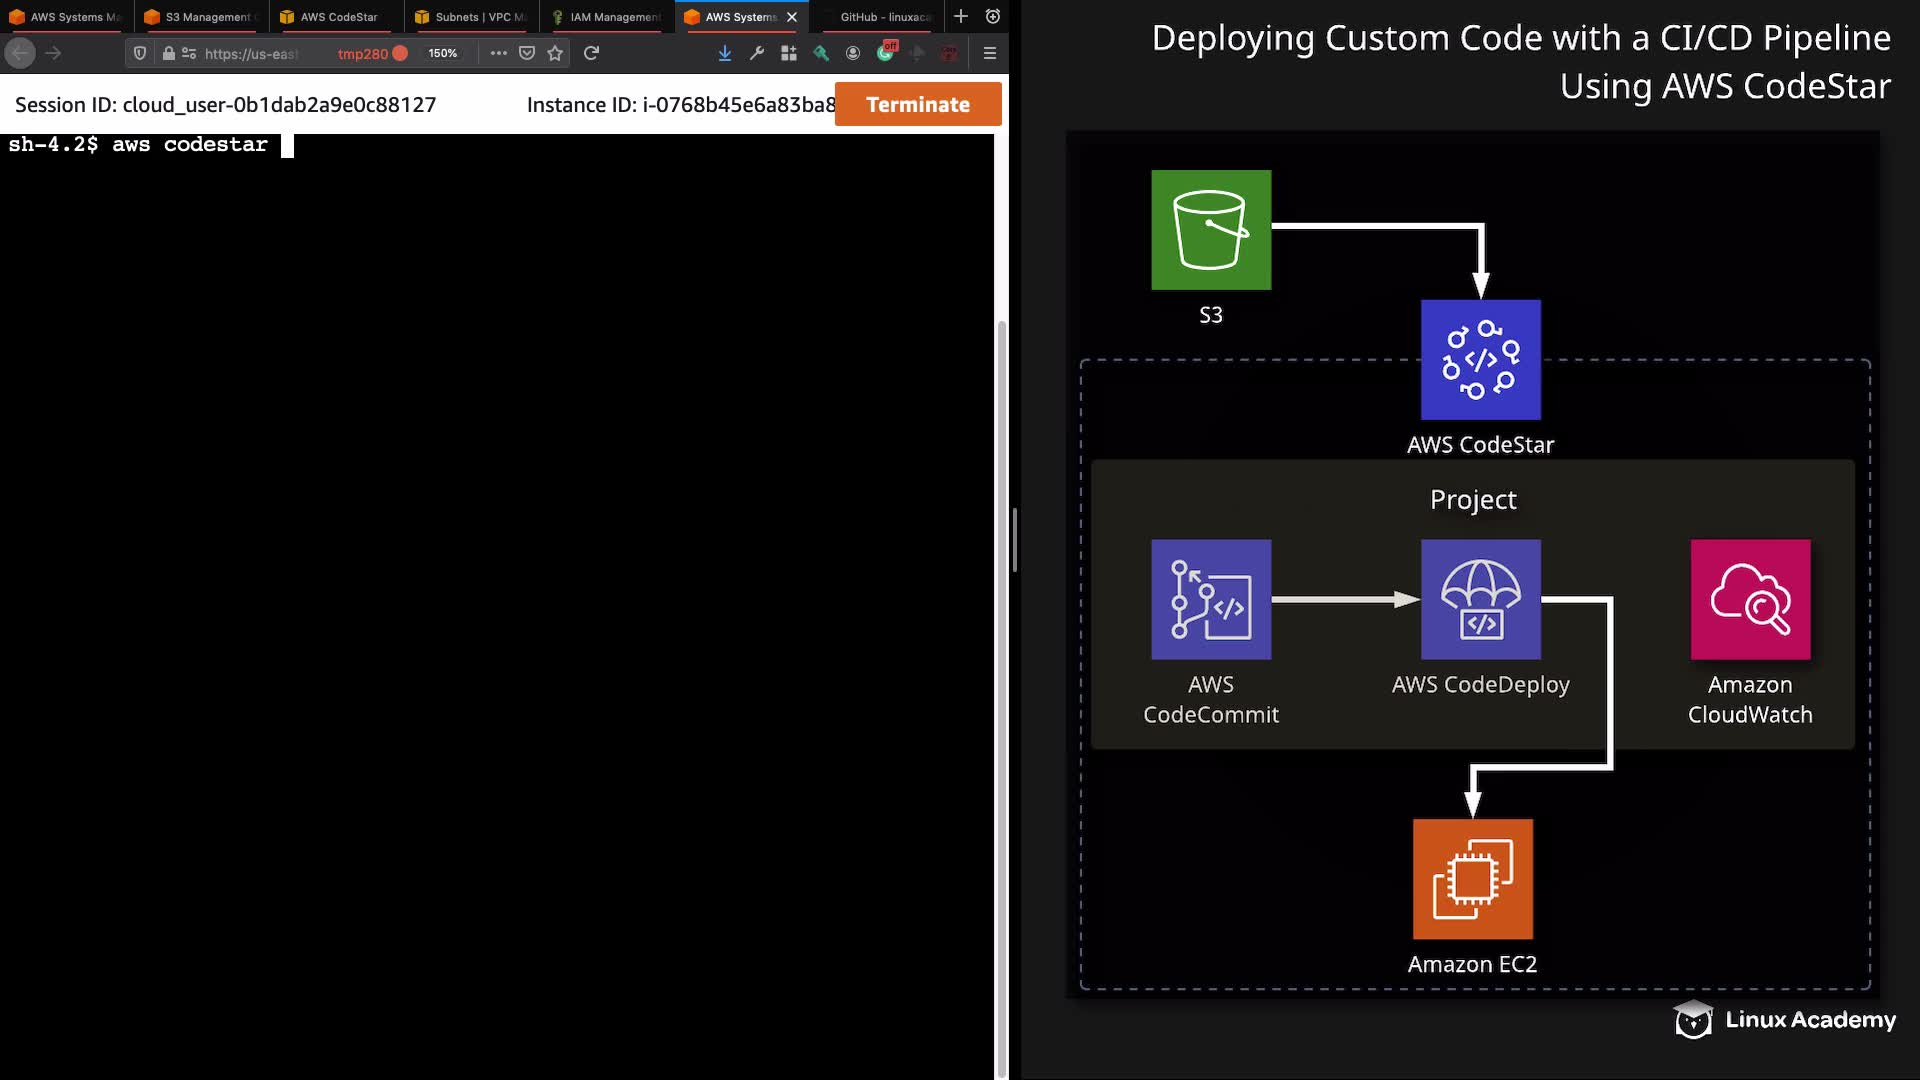 AWS Systems Ma
S3 Management C
AWS CodeStar
Subnets | VPC Ma
IAM Management
AWS Systems
GitHub - linuxaca
https://us-east
tmp280
150%
off
Session ID: cloud_user-0b1dab2a9e0c88127
Instance ID: i-0768b45e6a83ba8
Terminate
sh-4.2$ aws codestar
Deploying Custom Code with a CI/CD Pipeline
Using AWS CodeStar
S3
AWS CodeStar
Project
AWS
CodeCommit
AWS CodeDeploy
Amazon
CloudWatch
Amazon EC2
Linux Academy